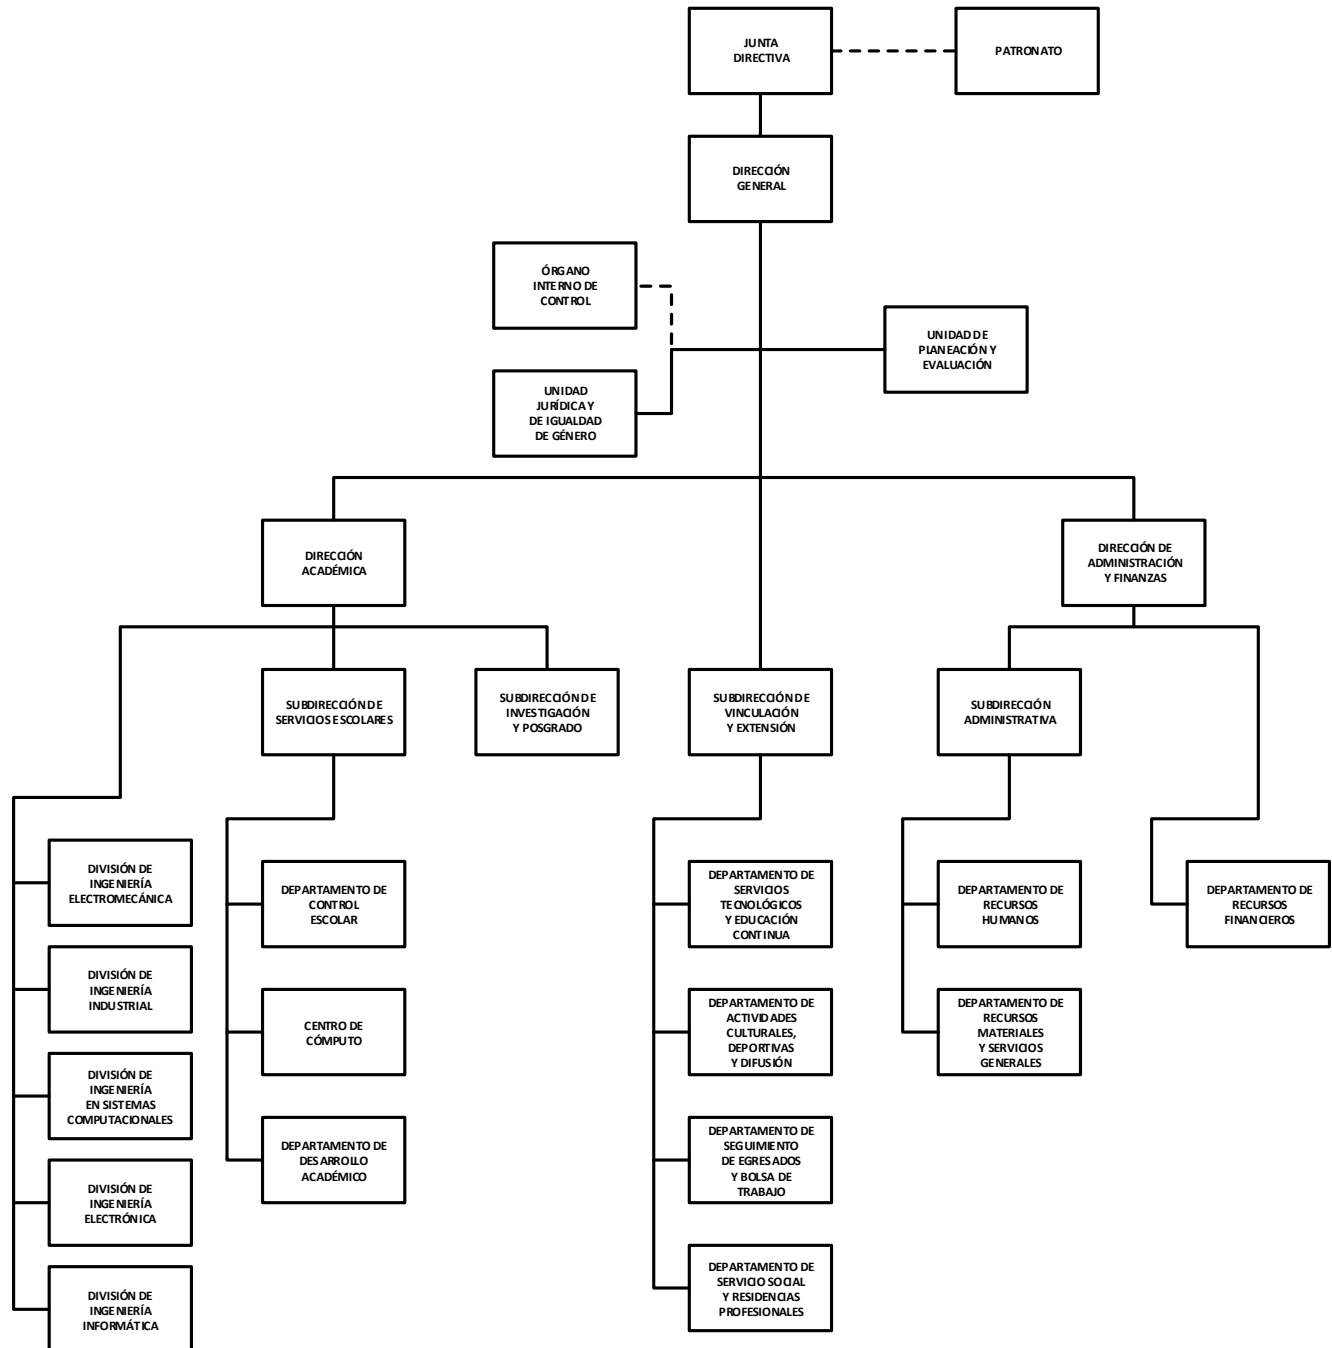 JUNTA
DIRECTIVA
PATRONATO
DIRECCIÓN
GENERAL
ÓRGANO
INTERNO DE
CONTROL
UNIDAD DE
PLANEACIÓN Y
EVALUACIÓN
UNIDAD
JURÍDICA Y
DE IGUALDAD
DE GÉNERO
DIRECCIÓN
ACADÉMICA
DIRECCIÓN DE
ADMINISTRACIÓN
Y FINANZAS
SUBDIRECCIÓN DE
SERVICIOS ESCOLARES
SUBDIRECCIÓN DE
INVESTIGACIÓN
Y POSGRADO
SUBDIRECCIÓN DE
VINCULACIÓN
Y EXTENSIÓN
SUBDIRECCIÓN
ADMINISTRATIVA
DIVISIÓN DE
INGENIERÍA
ELECTROMECÁNICA
DIVISIÓN DE
INGENIERÍA
INDUSTRIAL
DIVISIÓN DE
INGENIERÍA
EN SISTEMAS
COMPUTACIONALES
DIVISIÓN DE
INGENIERÍA
ELECTRÓNICA
DIVISIÓN DE
INGENIERÍA
INFORMÁTICA
DEPARTAMENTO DE
CONTROL
ESCOLAR
CENTRO DE
CÓMPUTO
DEPARTAMENTO DE
DESARROLLO
ACADÉMICO
DEPARTAMENTO DE
SERVICIOS
TECNOLÓGICOS
Y EDUCACIÓN
CONTINUA
DEPARTAMENTO DE
ACTIVIDADES
CULTURALES,
DEPORTIVAS
Y DIFUSIÓN
DEPARTAMENTO DE
SEGUIMIENTO
DE EGRESADOS
Y BOLSA DE
TRABAJO
DEPARTAMENTO DE
SERVICIO SOCIAL
Y RESIDENCIAS
PROFESIONALES
DEPARTAMENTO DE
RECURSOS
HUMANOS
DEPARTAMENTO DE
RECURSOS
MATERIALES
Y SERVICIOS
GENERALES
DEPARTAMENTO DE
RECURSOS
FINANCIEROS